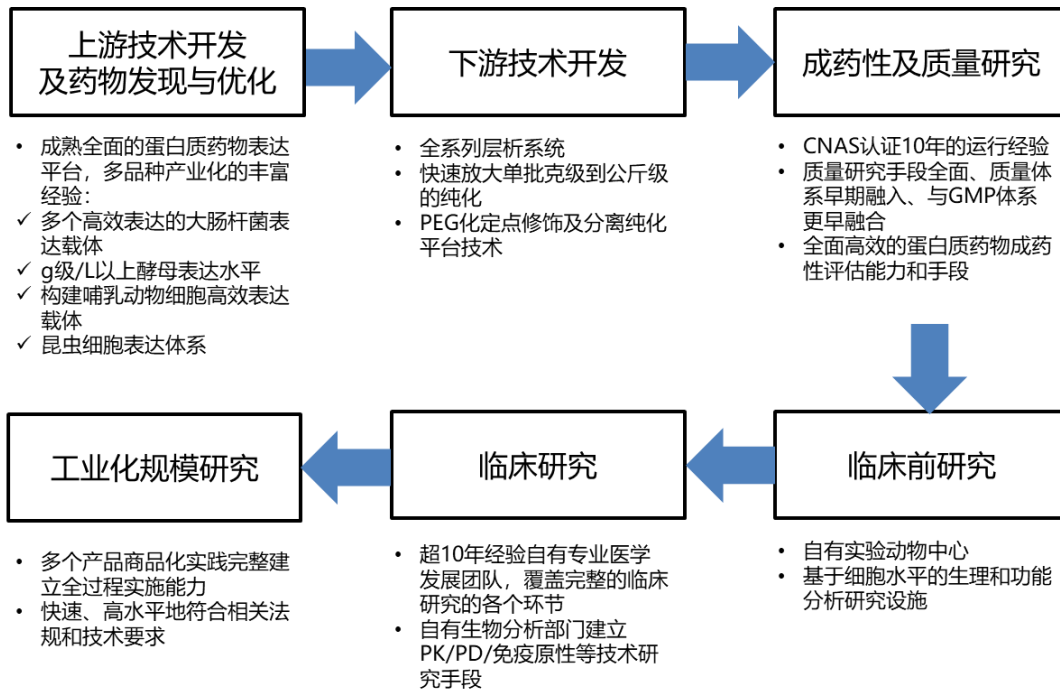 上游技术开发
及药物发现与优化
• 成熟全面的蛋白质药物表达
平台，多品种产业化的丰富
经验：
✓ 多个高效表达的大肠杆菌表
达载体
✓ g级/L以上酵母表达水平
✓ 构建哺乳动物细胞高效表达
载体
✓ 昆虫细胞表达体系
下游技术开发
• 全系列层析系统
• 快速放大单批克级到公斤级
的纯化
• PEG化定点修饰及分离纯化
平台技术
成药性及质量研究
• CNAS认证10年的运行经验
• 质量研究手段全面、质量体
系早期融入、与GMP体系
更早融合
• 全面高效的蛋白质药物成药
性评估能力和手段
临床前研究
• 自有实验动物中心
• 基于细胞水平的生理和功能
分析研究设施
临床研究
• 超10年经验自有专业医学
发展团队，覆盖完整的临床
研究的各个环节
• 自有生物分析部门建立
PK/PD/免疫原性等技术研
究手段
工业化规模研究
• 多个产品商品化实践完整建
立全过程实施能力
• 快速、高水平地符合相关法
规和技术要求